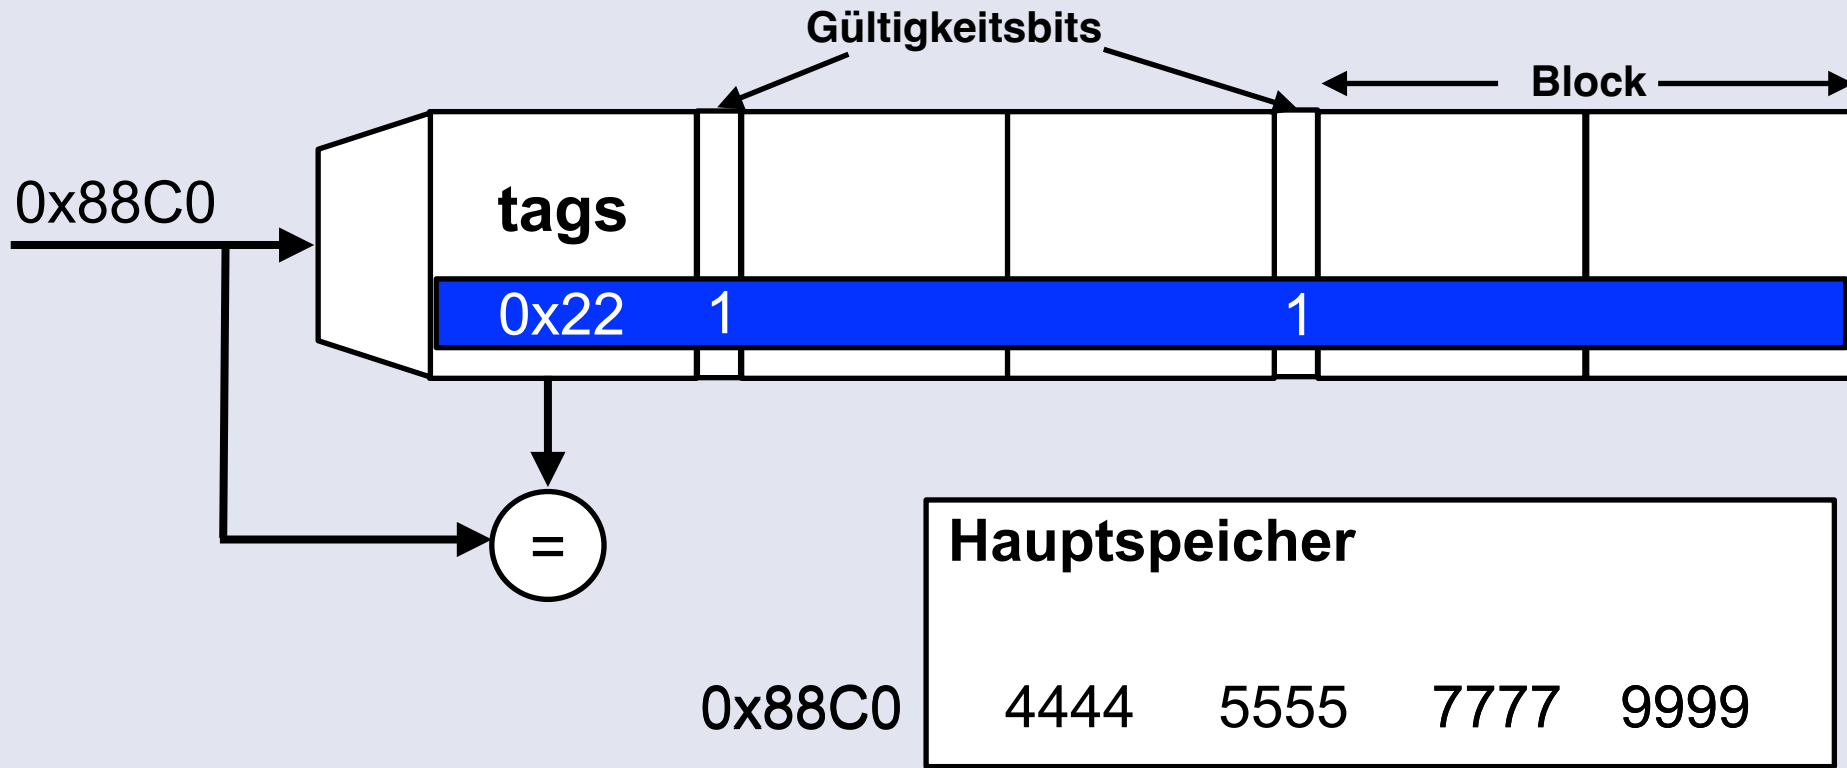 Gültigkeitsbits
Block
0x88C0
tags
0x22 1 1
=
Hauptspeicher
0x88C0 4444 5555 7777 9999